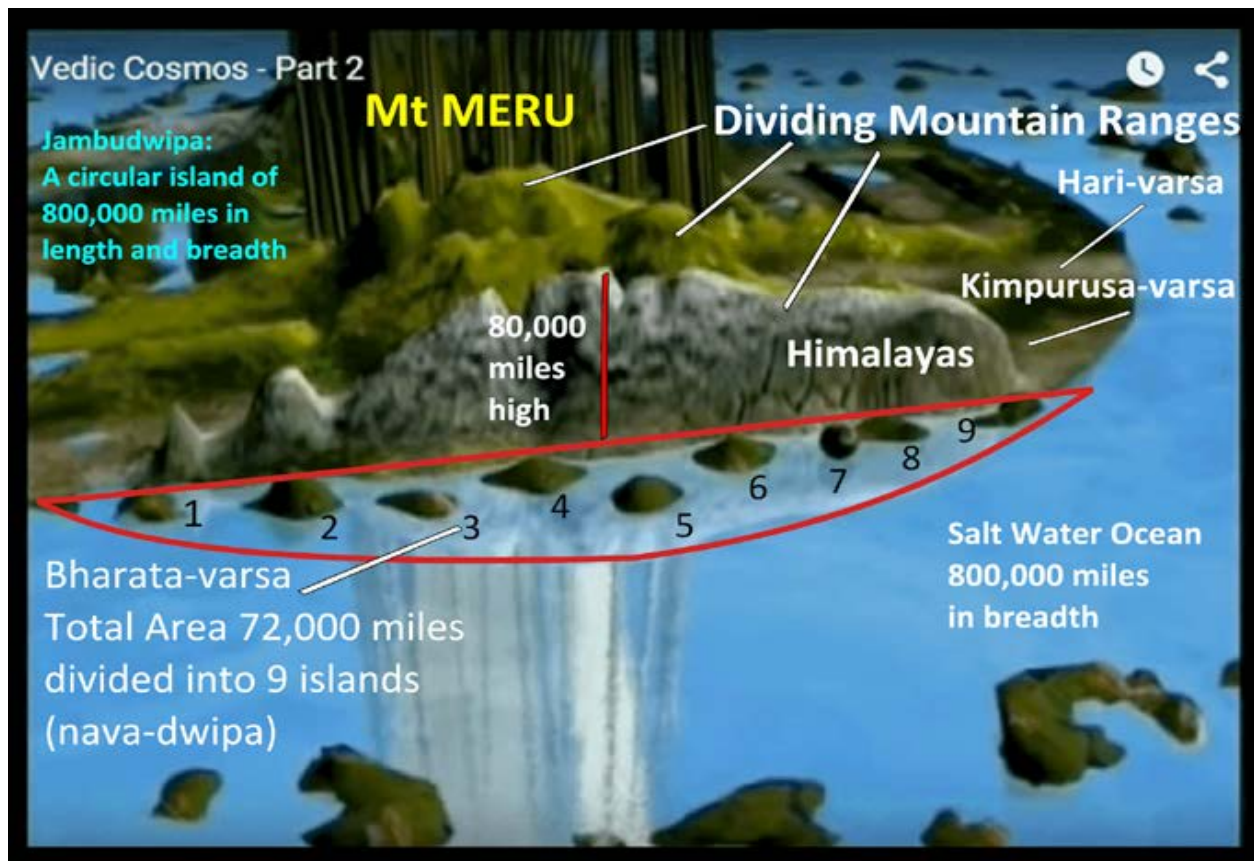 Vedic Cosmos - Part 2
Mt MERU
Dividing Mountain Ranges
Jambudwipa:
A circular island of
800,000 miles in
length and breadth
Hari-varsa
Kimpurusa-varsa
80,000
miles
high
Himalayas
1
2
3
4
5
6
7
8
9
Bharata-varsa
Total Area 72,000 miles
divided into 9 islands
(nava-dwipa)
Salt Water Ocean
800,000 miles
in breadth